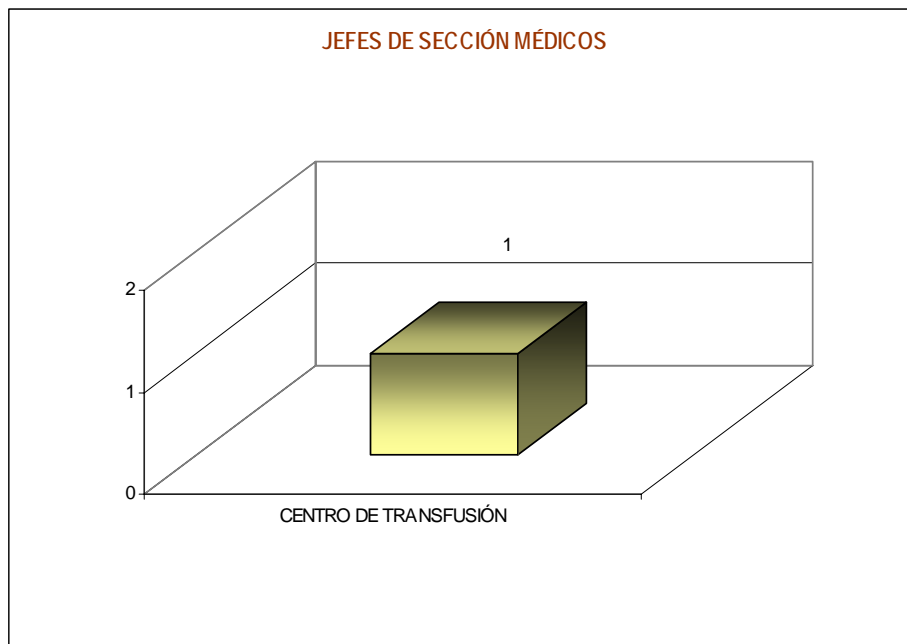 JEFES DE SECCIÓN MÉDICOS
1
2
1
0
CENTRO DE TRANSFUSIÓN